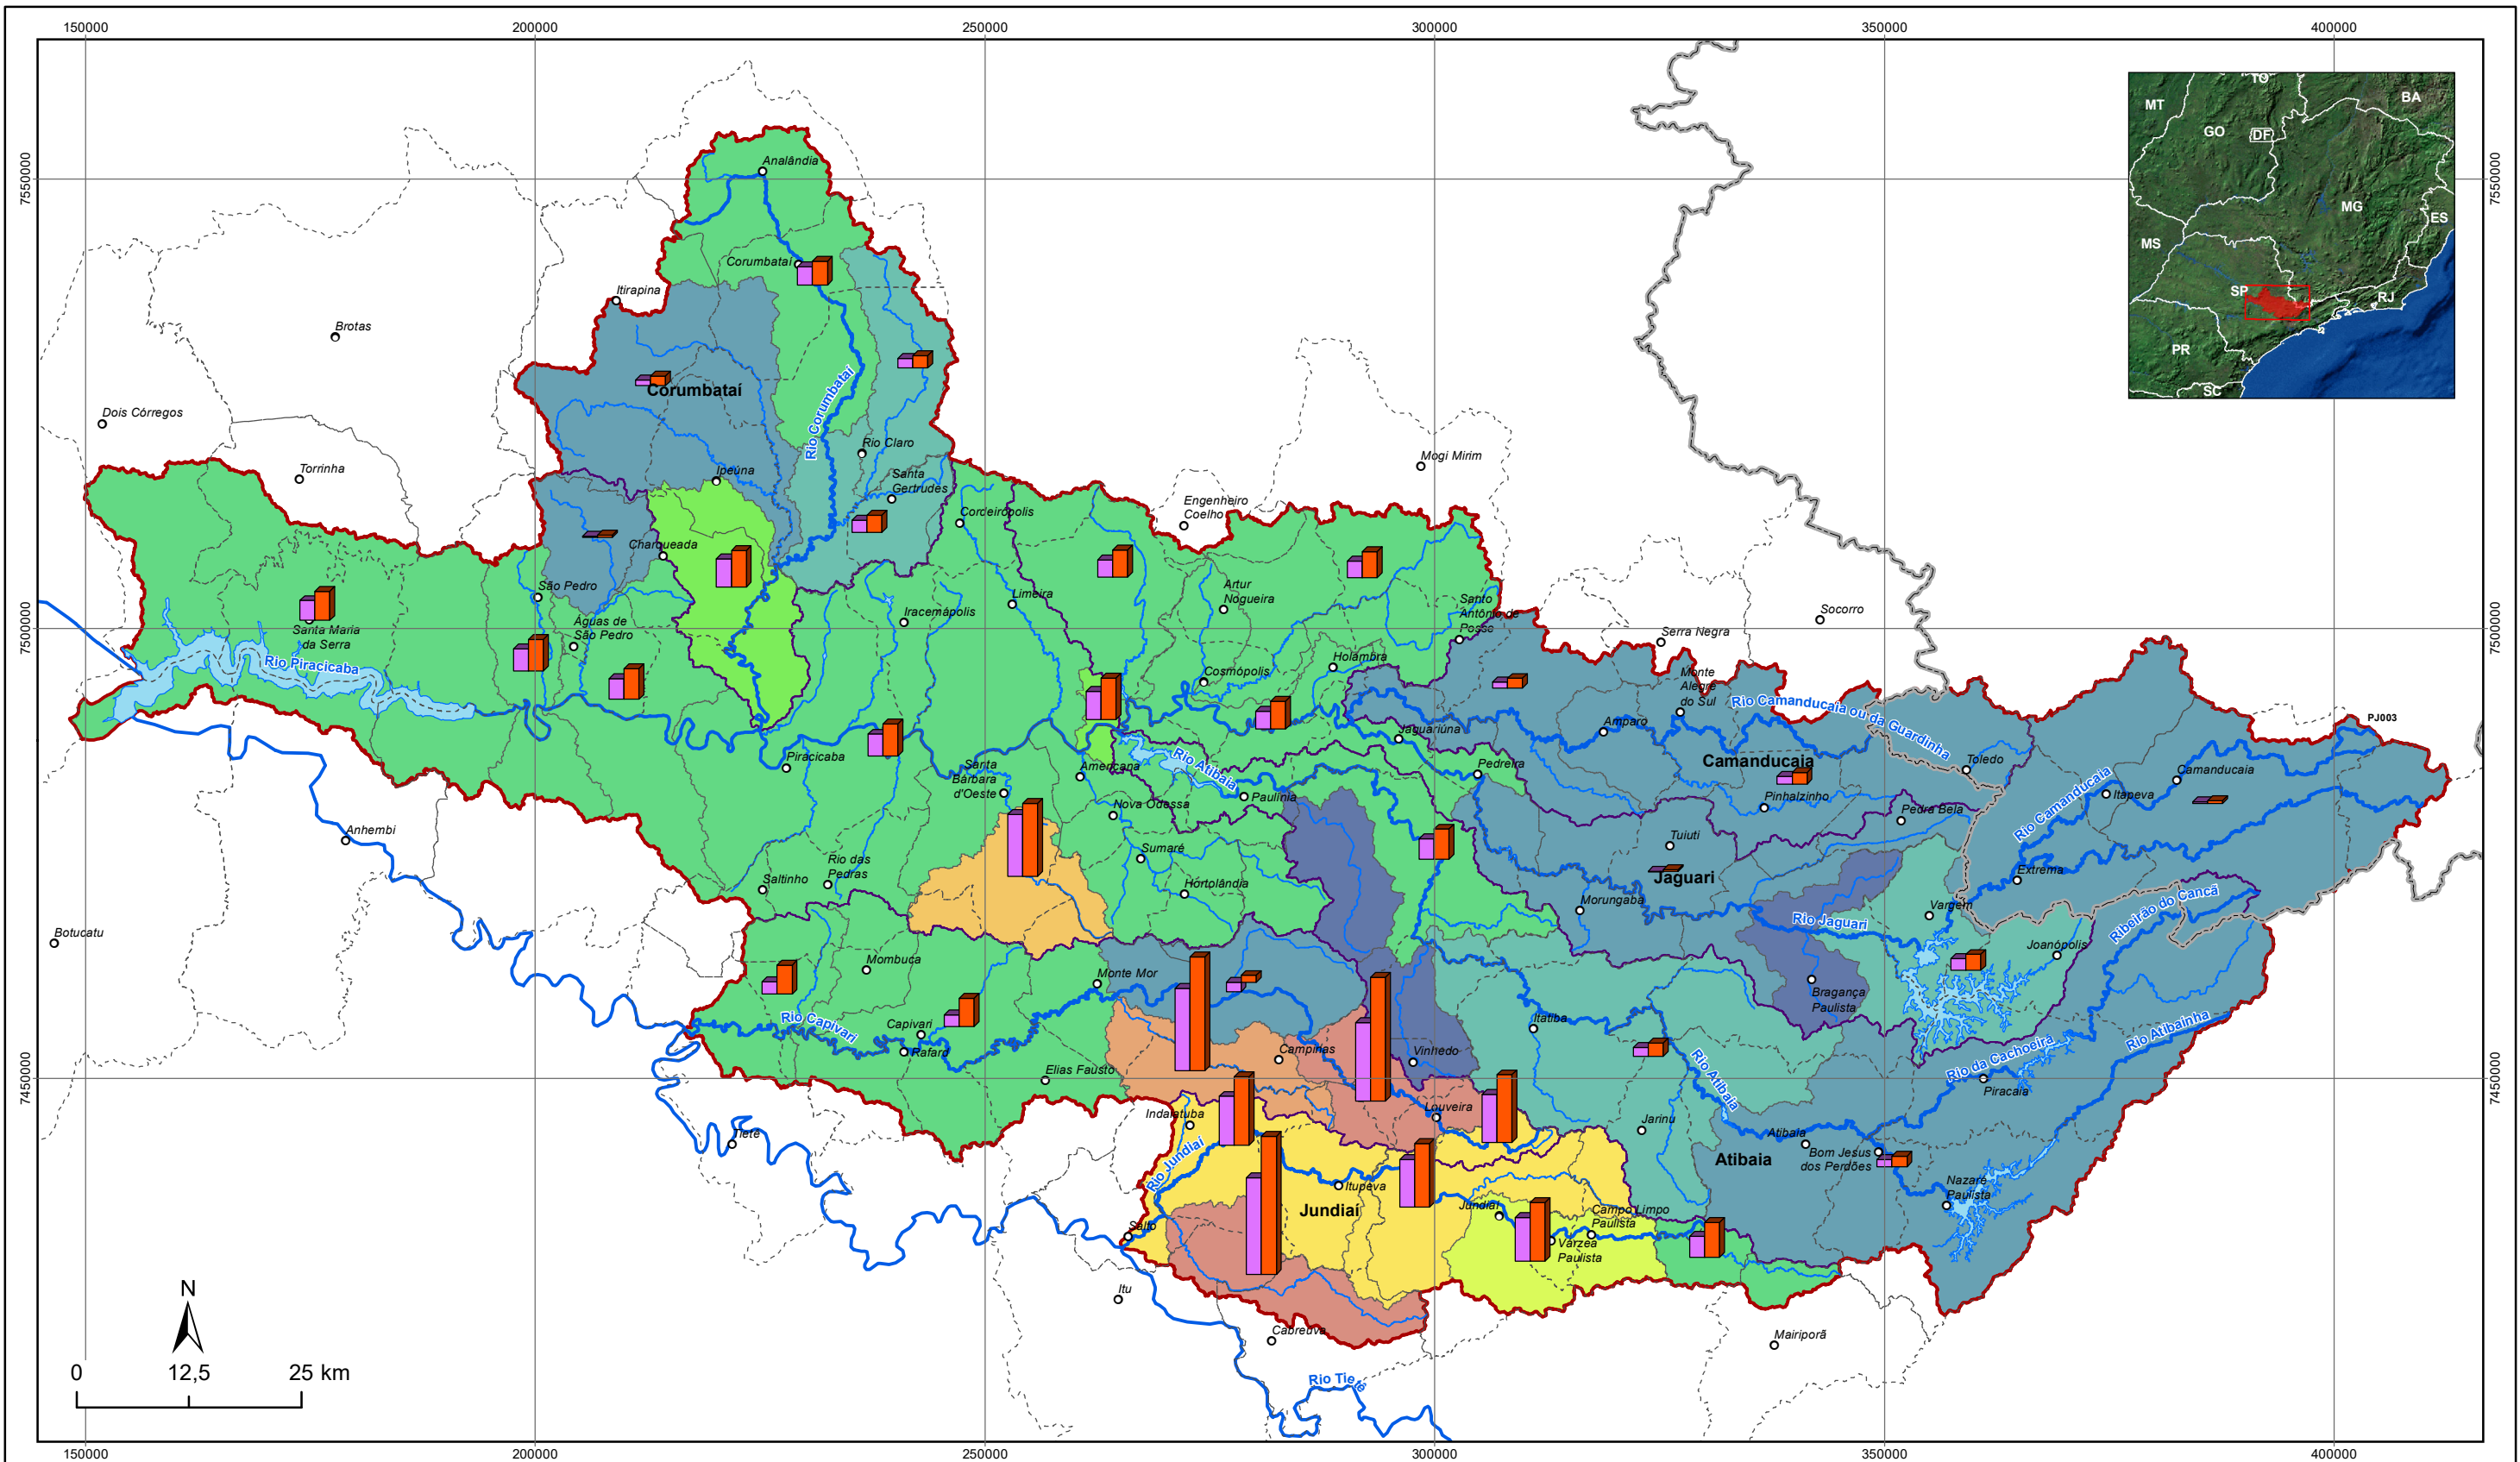 150000
200000
250000
300000
350000
400000
7550000
7550000
TO
MT
BA
GO
DF
MG
ES
MS
SP
RJ
PR
SC
Analândia
Corumbataí
Itirapina
Brotas
Corumbataí
Dois Córregos
Rio Corumbataí
Rio Claro
Torrinha
Ipeúna
Santa
Gertrudes
Mogi Mirim
Engenheiro
Coelho
Cordeirópolis
Charqueada
São Pedro
Artur
Nogueira
Limeira
Iracemápolis
Santo
Antônio de
Posse
Socorro
Serra Negra
7500000
7500000
Santa Maria
da Serra
Águas de
São Pedro
Rio Piracicaba
Holambra
Cosmópolis
Monte
Alegre
do Sul
Rio Camanducaia ou da Guardinha
PJ003
Amparo
Jaguariúna
Piracicaba
Santa
Bárbara
d'Oeste
Americana
Rio Atibaia
Pedreira
Camanducaia
Toledo
Camanducaia
Itapeva
Rio Camanducaia
Paulínia
Nova Odessa
Pinhalzinho
Pedra Bela
Anhembi
Sumaré
Tuiuti
Rio das
Pedras
Saltinho
Hortolândia
Jaguari
Extrema
Morungaba
Rio Jaguari
Vargem
Ribeirão do Cancã
Botucatu
Mombuca
Monte Mor
Joanópolis
Bragança
Paulista
Rio Capivari
Capivari
Rafard
Itatiba
Rio Atibainha
Campinas
Vinhedo
Rio Atibaia
Rio da Cachoeira
Piracaia
7450000
7450000
Elias Fausto
Indaiatuba
Louveira
Jarinu
Tietê
Rio Jundiaí
Atibaia
Atibaia
Bom Jesus
dos Perdões
Itupeva
Nazaré
Paulista
Jundiaí
Jundiaí
Campo Limpo
Paulista
Salto
Várzea
Paulista
N
Itu
Cabreúva
Mairiporã
0
12,5
25 km
Rio Tietê
150000
200000
250000
300000
350000
400000